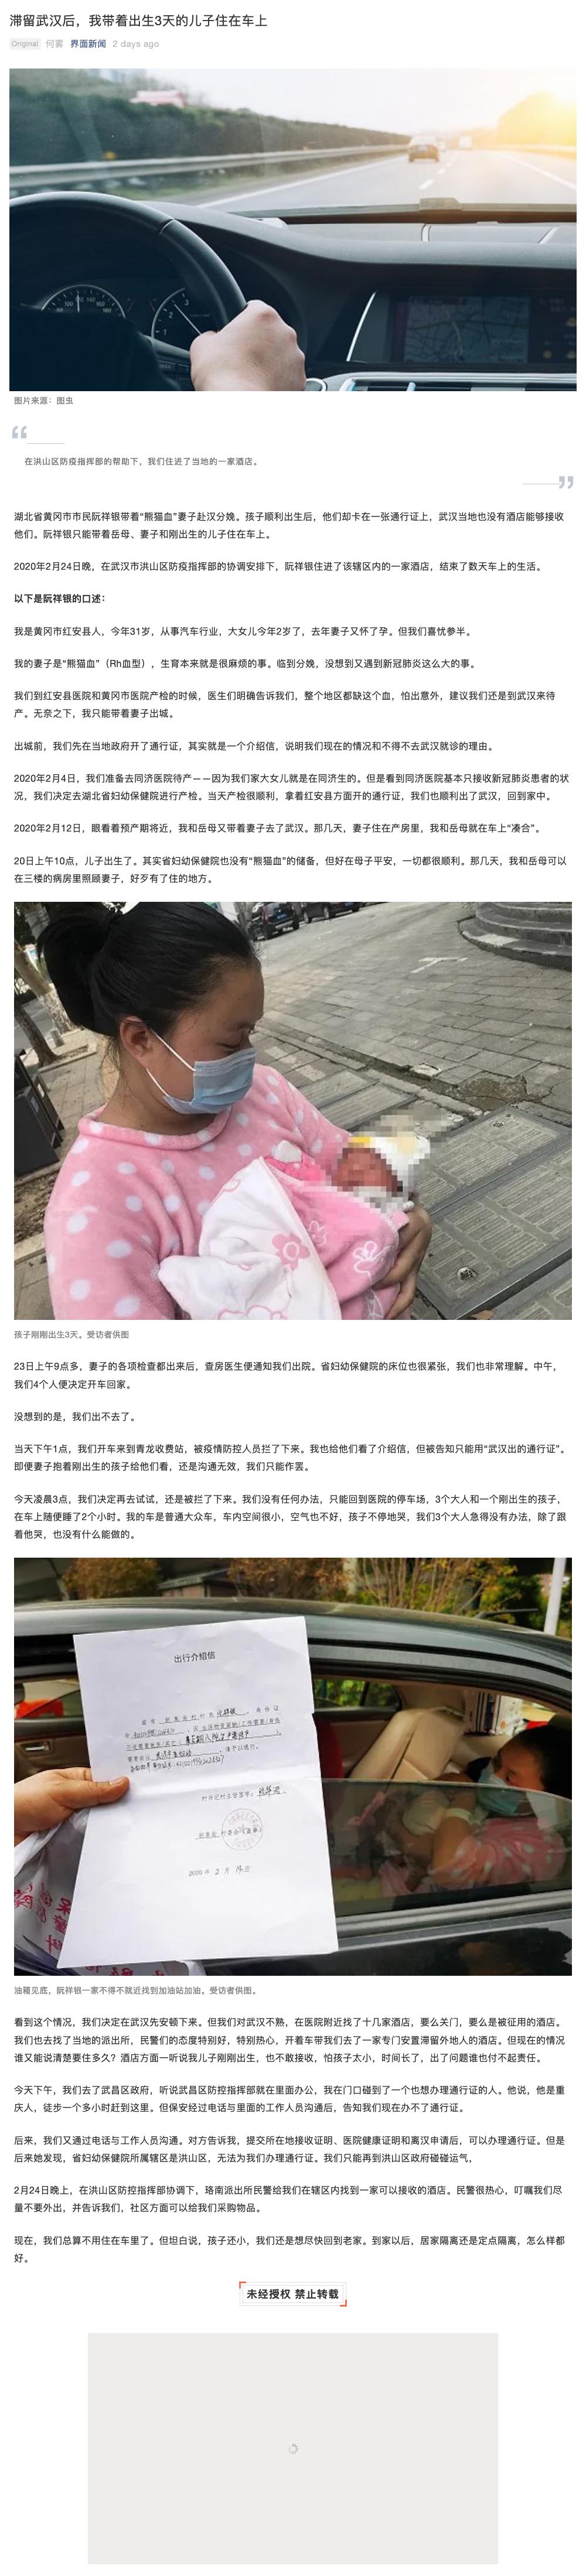 滞留武汉后，我带着出生3天的儿子住在车上
Original 何雾 界面新闻 2 days ago
图片来源：图虫
“
在洪山区防疫指挥部的帮助下，我们住进了当地的一家酒店。
”
湖北省黄冈市市民阮祥银带着“熊猫血”妻子赴汉分娩。孩子顺利出生后，他们却卡在一张通行证上，武汉当地也没有酒店能够接收
他们。阮祥银只能带着岳母、妻子和刚出生的儿子住在车上。
2020年2月24日晚，在武汉市洪山区防疫指挥部的协调安排下，阮祥银住进了该辖区内的一家酒店，结束了数天车上的生活。
以下是阮祥银的口述：
我是黄冈市红安县人，今年31岁，从事汽车行业，大女儿今年2岁了，去年妻子又怀了孕。但我们喜忧参半。
我的妻子是“熊猫血”（Rh血型），生育本来就是很麻烦的事。临到分娩，没想到又遇到新冠肺炎这么大的事。
我们到红安县医院和黄冈市医院产检的时候，医生们明确告诉我们，整个地区都缺这个血，怕出意外，建议我们还是到武汉来待
产。无奈之下，我只能带着妻子出城。
出城前，我们先在当地政府开了通行证，其实就是一个介绍信，说明我们现在的情况和不得不去武汉就诊的理由。
2020年2月4日，我们准备去同济医院待产——因为我们家大女儿就是在同济生的。但是看到同济医院基本只接收新冠肺炎患者的状
况，我们决定去湖北省妇幼保健院进行产检。当天产检很顺利，拿着红安县方面开的通行证，我们也顺利出了武汉，回到家中。
2020年2月12日，眼看着预产期将近，我和岳母又带着妻子去了武汉。那几天，妻子住在产房里，我和岳母就在车上“凑合”。
20日上午10点，儿子出生了。其实省妇幼保健院也没有“熊猫血”的储备，但好在母子平安，一切都很顺利。那几天，我和岳母可以
在三楼的病房里照顾妻子，好歹有了住的地方。
孩子刚刚出生3天。受访者供图
23日上午9点多，妻子的各项检查都出来后，查房医生便通知我们出院。省妇幼保健院的床位也很紧张，我们也非常理解。中午，
我们4个人便决定开车回家。
没想到的是，我们出不去了。
当天下午1点，我们开车来到青龙收费站，被疫情防控人员拦了下来。我也给他们看了介绍信，但被告知只能用“武汉出的通行证”。
即便妻子抱着刚出生的孩子给他们看，还是沟通无效，我们只能作罢。
今天凌晨3点，我们决定再去试试，还是被拦了下来。我们没有任何办法，只能回到医院的停车场，3个大人和一个刚出生的孩子，
在车上随便睡了2个小时。我的车是普通大众车，车内空间很小，空气也不好，孩子不停地哭，我们3个大人急得没有办法，除了跟
着他哭，也没有什么能做的。
出行介绍信
油箱见底，阮祥银一家不得不就近找到加油站加油。受访者供图。
看到这个情况，我们决定在武汉先安顿下来。但我们对武汉不熟，在医院附近找了十几家酒店，要么关门，要么是被征用的酒店。
我们也去找了当地的派出所，民警们的态度特别好，特别热心，开着车带我们去了一家专门安置滞留外地人的酒店。但现在的情况
谁又能说清楚要住多久？酒店方面一听说我儿子刚刚出生，也不敢接收，怕孩子太小，时间长了，出了问题谁也付不起责任。
今天下午，我们去了武昌区政府，听说武昌区防控指挥部就在里面办公，我在门口碰到了一个也想办理通行证的人。他说，他是重
庆人，徒步一个多小时赶到这里。但保安经过电话与里面的工作人员沟通后，告知我们现在办不了通行证。
后来，我们又通过电话与工作人员沟通。对方告诉我，提交所在地接收证明、医院健康证明和离汉申请后，可以办理通行证。但是
后来她发现，省妇幼保健院所属辖区是洪山区，无法为我们办理通行证。我们只能再到洪山区政府碰碰运气，
2月24日晚上，在洪山区防控指挥部协调下，珞南派出所民警给我们在辖区内找到一家可以接收的酒店。民警很热心，叮嘱我们尽
量不要外出，并告诉我们，社区方面可以给我们采购物品。
现在，我们总算不用住在车里了。但坦白说，孩子还小，我们还是想尽快回到老家。到家以后，居家隔离还是定点隔离，怎么样都
好。
未经授权 禁止转载